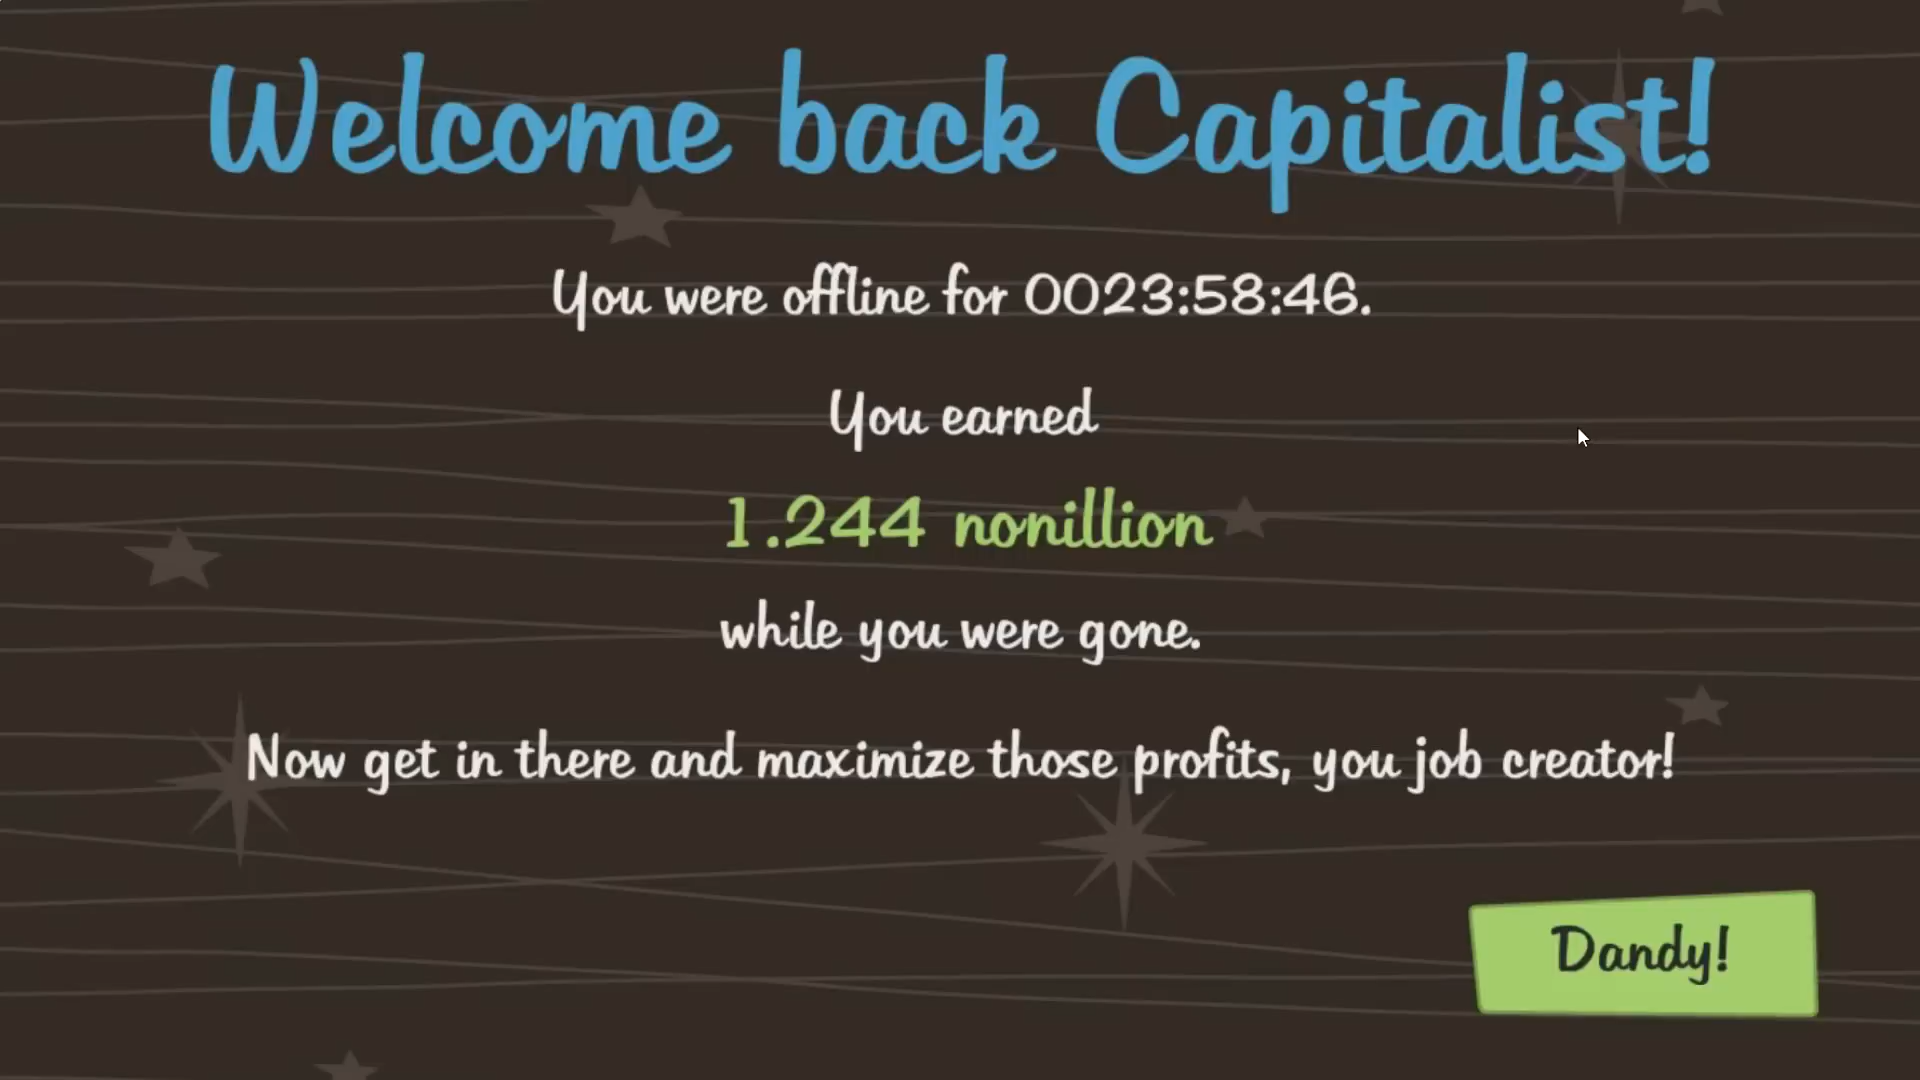 Welcome back Capitalist!
You were offline for 0023:58:46.
You earned
1.244 nonillion
while you were gone.
Now get in there and maximize those profits, you job creator!
Dandy!